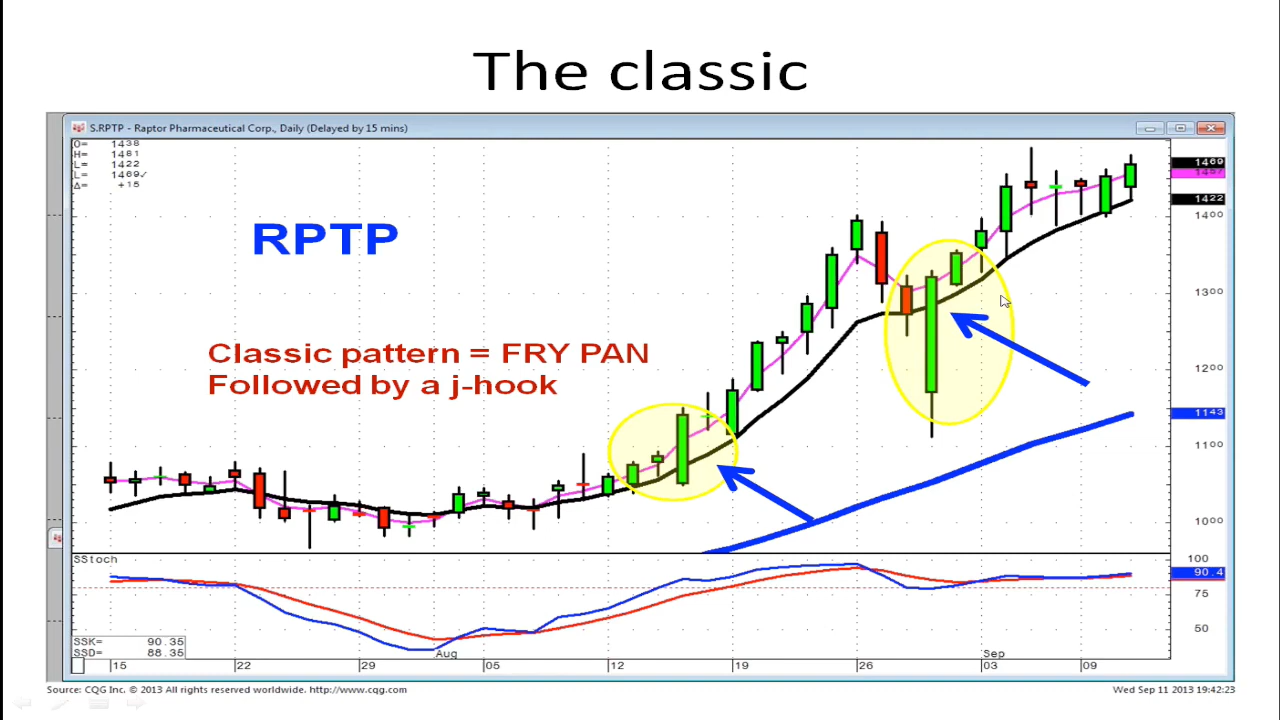 The classic
S.RPTP - Raptor Pharmaceutical Corp., Daily (Delayed by 15 mins)
O= 1438
H= 1481
L= 1422
L= 1469✓
Δ= +15
RPTP
Classic pattern = FRY PAN
Followed by a j-hook
1469
1457
1422
1400
1300
1200
1143
1100
1000
SStoch
100
90.4
75
50
SSK= 90.35
SSD= 88.35
Aug
Sep
15
22
29
05
12
19
26
03
09
Source: CQG Inc. © 2013 All rights reserved worldwide. http://www.cqg.com
Wed Sep 11 2013 19:42:23